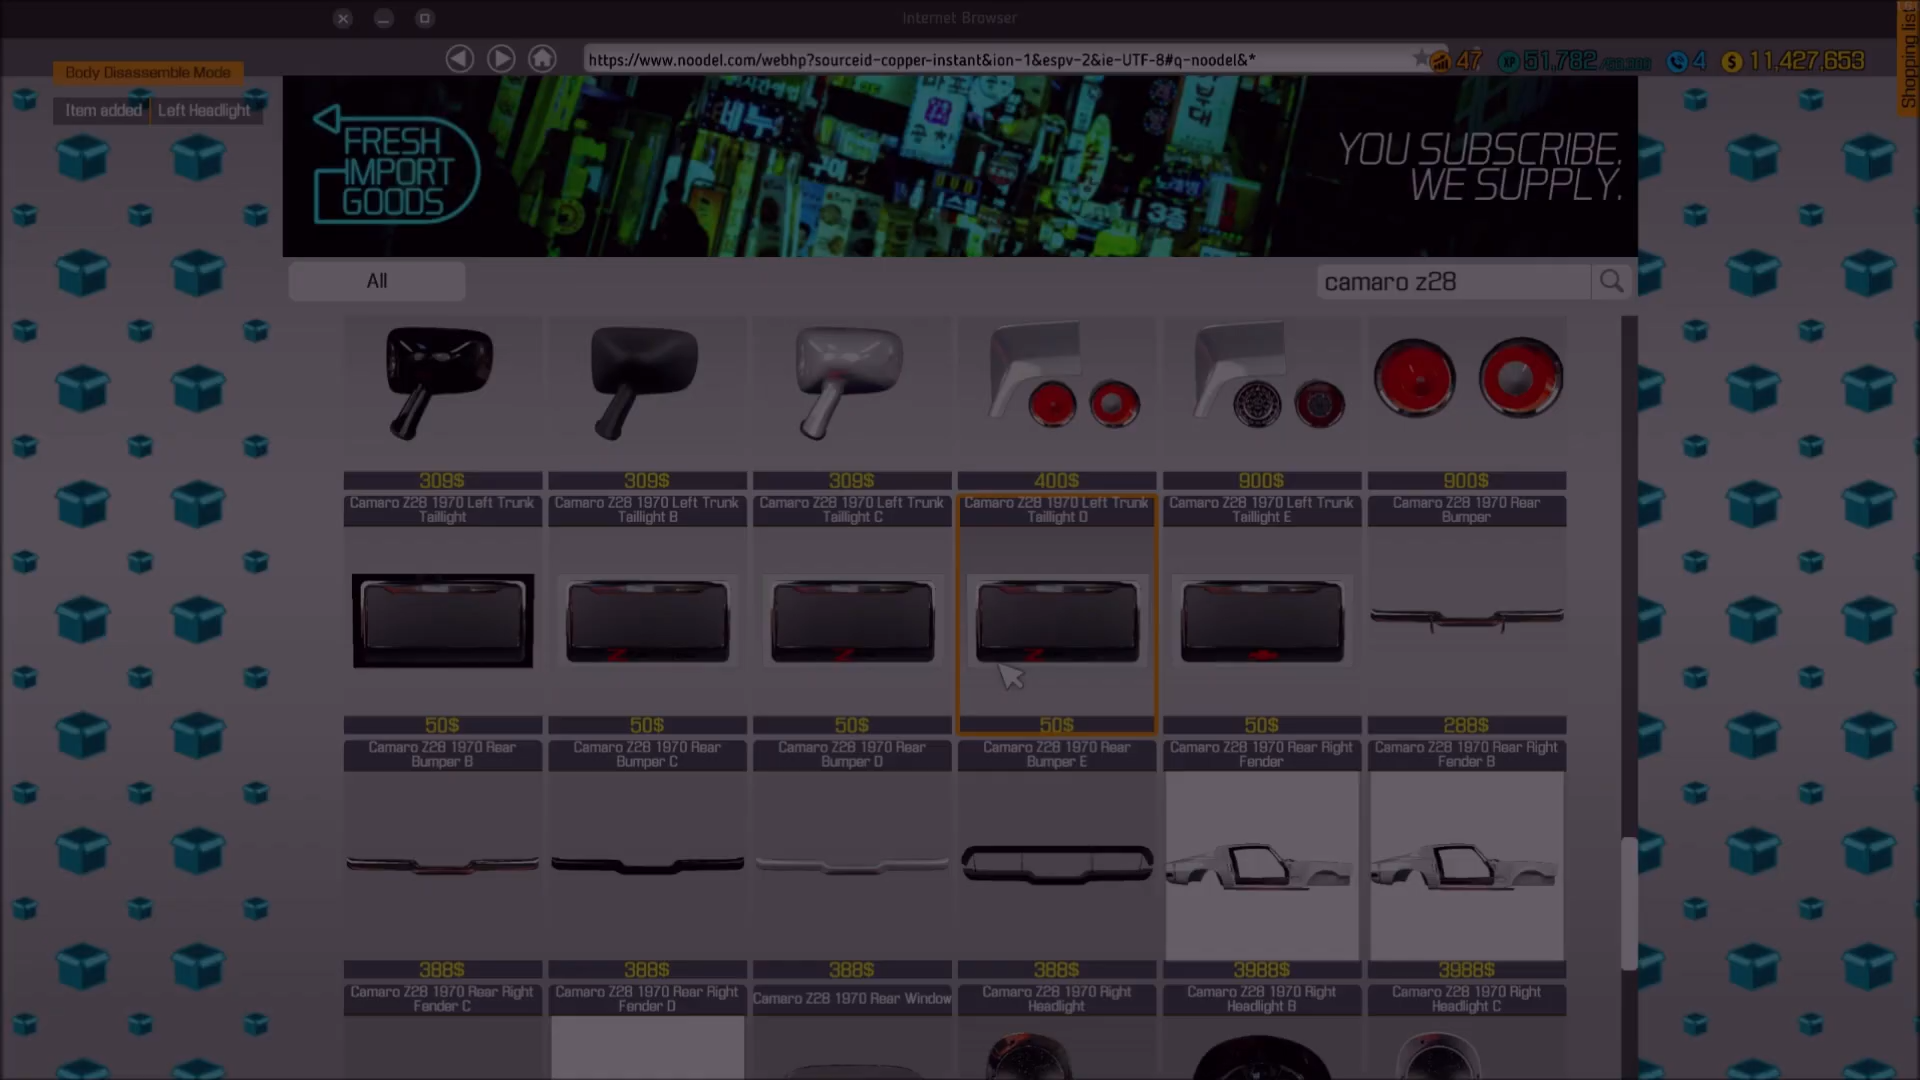 Internet Browser
https://www.noodel.com/webhp?sourceid-copper-instant&ion-1&espv-2&ie-UTF-8#q-noodel&*
47
51,782
4
$ 11,427,653
Shopping list
Body Disassemble Mode
Item added
Left Headlight
FRESH
IMPORT
GOODS
YOU SUBSCRIBE.
WE SUPPLY.
All
camaro z28
309$
309$
309$
400$
900$
900$
Camaro Z28 1970 Left Trunk
Taillight
Camaro Z28 1970 Left Trunk
Taillight B
Camaro Z28 1970 Left Trunk
Taillight C
Camaro Z28 1970 Left Trunk
Taillight D
Camaro Z28 1970 Left Trunk
Taillight E
Camaro Z28 1970 Rear
Bumper
50$
50$
50$
50$
50$
288$
Camaro Z28 1970 Rear
Bumper B
Camaro Z28 1970 Rear
Bumper C
Camaro Z28 1970 Rear
Bumper D
Camaro Z28 1970 Rear
Bumper E
Camaro Z28 1970 Rear Right
Fender
Camaro Z28 1970 Rear Right
Fender B
388$
388$
388$
388$
3988$
3988$
Camaro Z28 1970 Rear Right
Fender C
Camaro Z28 1970 Rear Right
Fender D
Camaro Z28 1970 Rear Window
Camaro Z28 1970 Right
Headlight
Camaro Z28 1970 Right
Headlight B
Camaro Z28 1970 Right
Headlight C